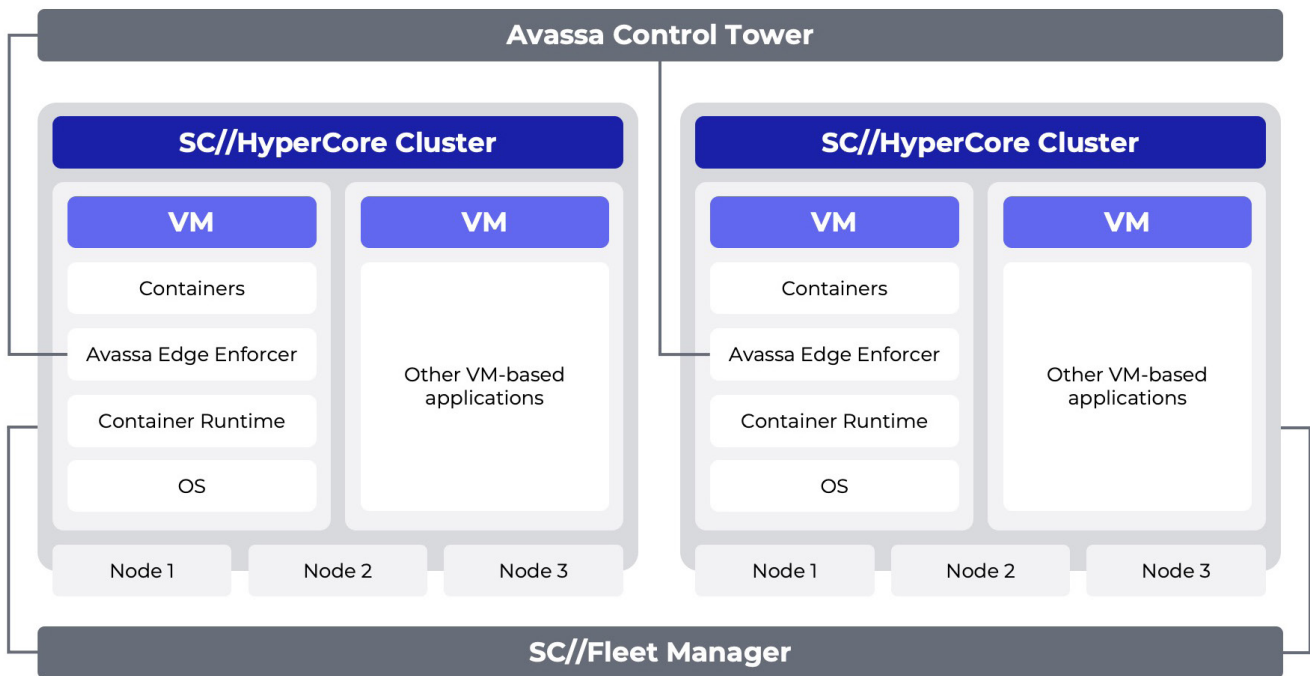 Avassa Control Tower
SC//HyperCore Cluster
VM
Containers
Avassa Edge Enforcer
Container Runtime
OS
VM
Other VM-based
applications
Node 1
Node 2
Node 3
SC//HyperCore Cluster
VM
Containers
Avassa Edge Enforcer
Container Runtime
OS
VM
Other VM-based
applications
Node 1
Node 2
Node 3
SC//Fleet Manager